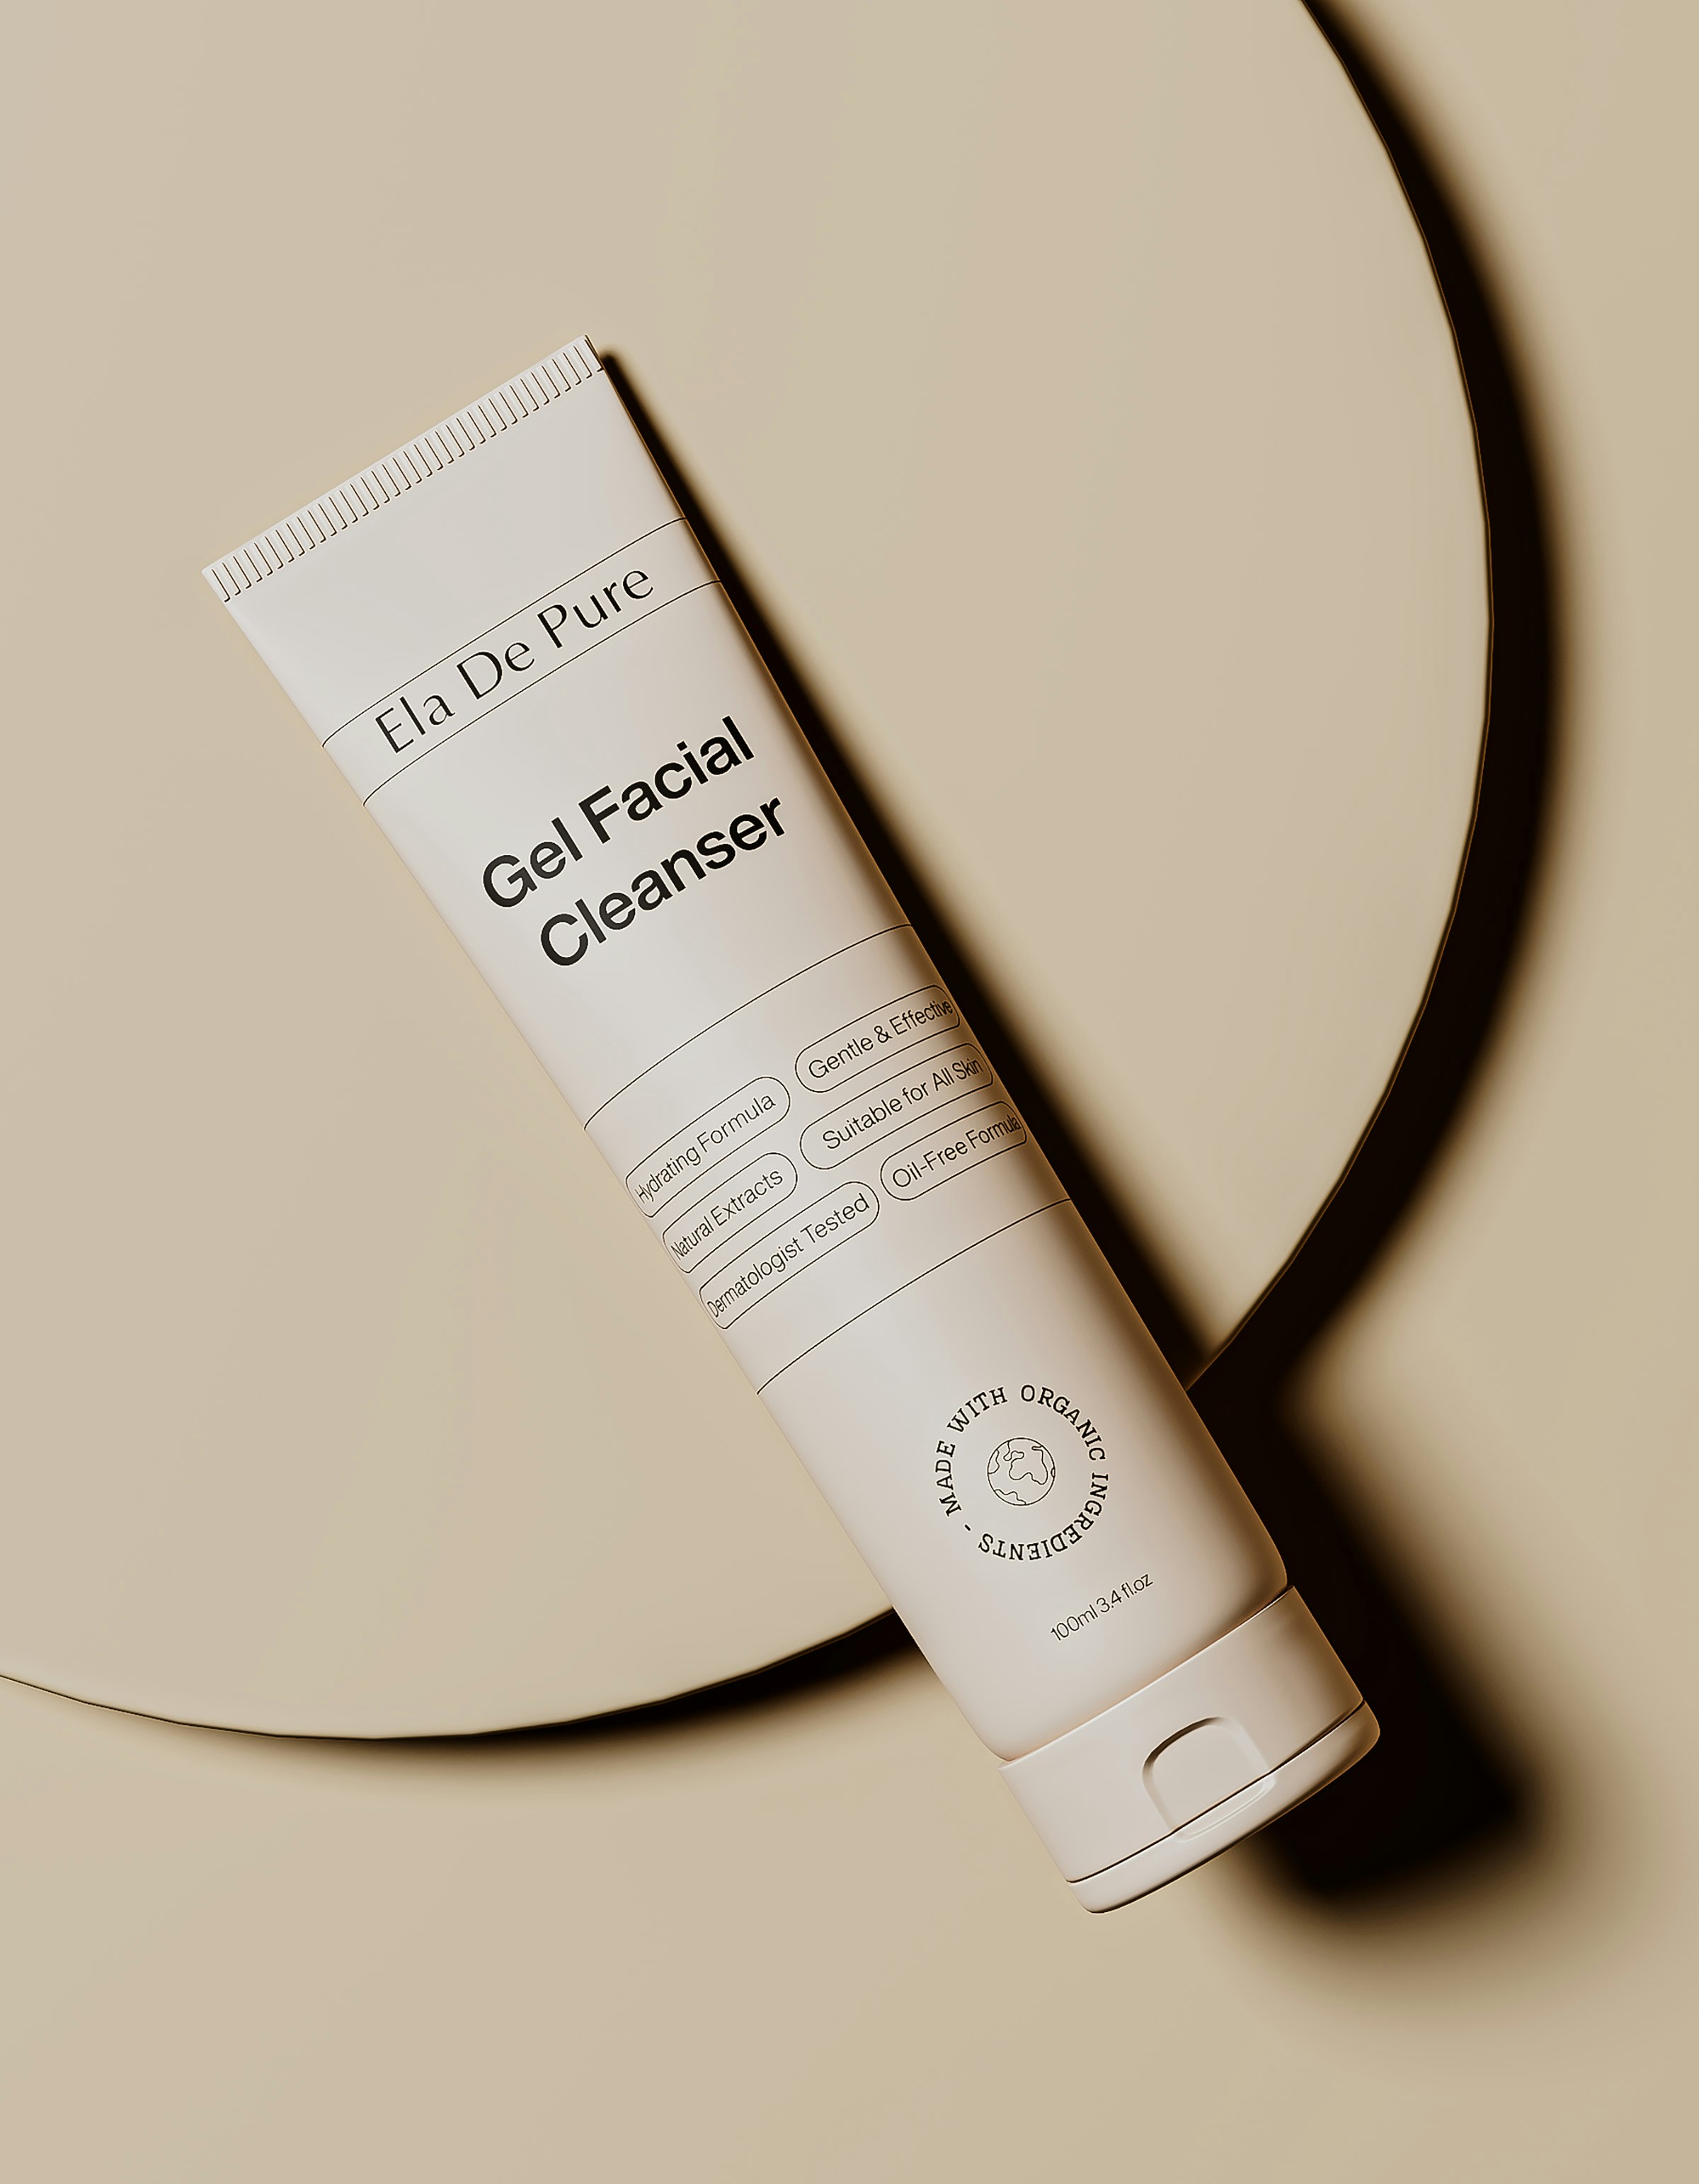 Ela De Pure
Gel Facial
Cleanser
Hydrating Formula
Gentle & Effective
Natural Extracts
Suitable for All Skin
Dermatologist Tested
Oil-Free Formula
MADE WITH ORGANIC INGREDIENTS -
100ml 3.4 fl.oz